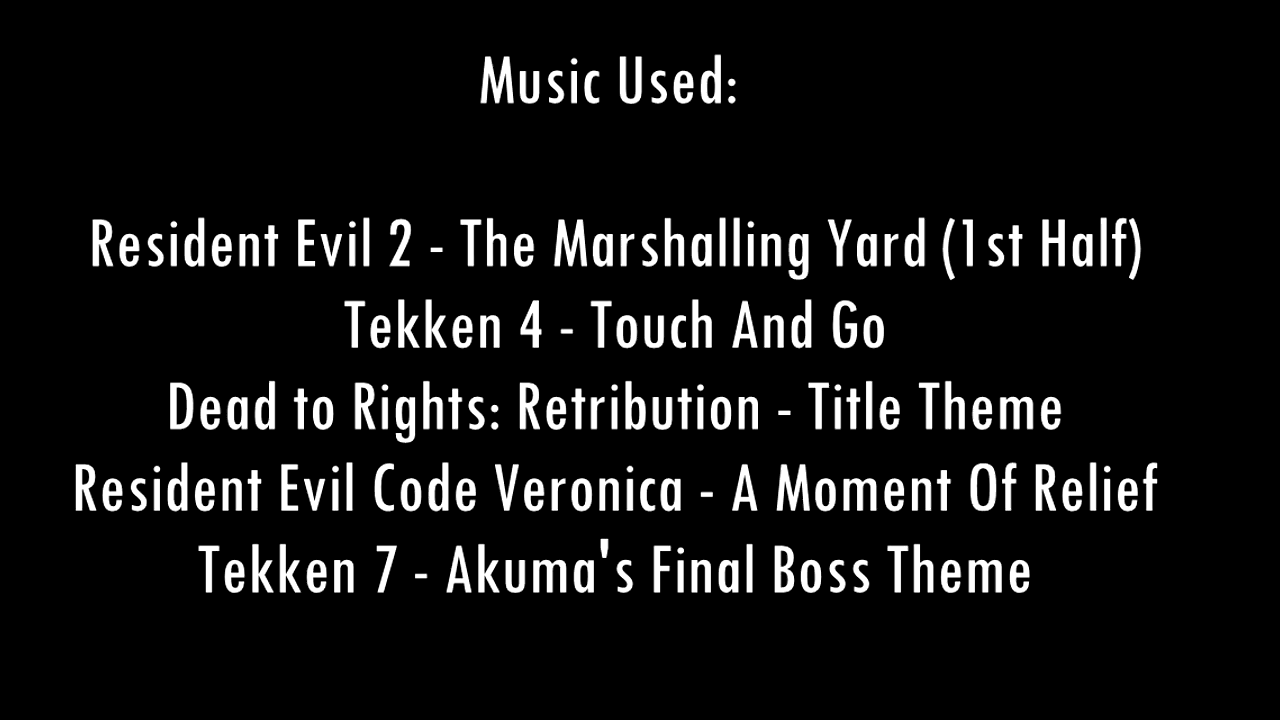 Music Used:
Resident Evil 2 - The Marshalling Yard (1st Half)
Tekken 4 - Touch And Go
Dead to Rights: Retribution - Title Theme
Resident Evil Code Veronica - A Moment Of Relief
Tekken 7 - Akuma's Final Boss Theme